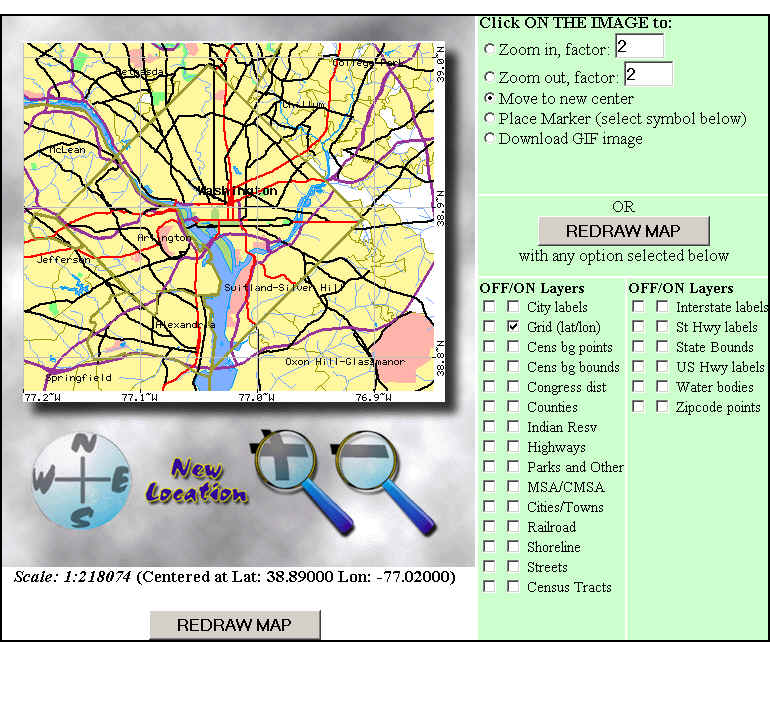 Click ON THE IMAGE to:
Zoom in, factor: 2
Zoom out, factor: 2
Move to new center
Place Marker (select symbol below)
Download GIF image
OR
REDRAW MAP
with any option selected below
Bethesda
College Park
39.0°N
Chillum
McLean
Washington
38.9°N
Arlington
Jefferson
Suitland-Silver Hil
Alexandria
38.8°N
Oxon Hill-Glassmanor
Springfield
77.2°W 77.1°W 77.0°W 76.9°W
N
W E
S
New
Location
Scale: 1:218074 (Centered at Lat: 38.89000 Lon: -77.02000)
REDRAW MAP
OFF/ON Layers
City labels
Grid (lat/lon)
Cens bg points
Cens bg bounds
Congress dist
Counties
Indian Resv
Highways
Parks and Other
MSA/CMSA
Cities/Towns
Railroad
Shoreline
Streets
Census Tracts
OFF/ON Layers
Interstate labels
St Hwy labels
State Bounds
US Hwy labels
Water bodies
Zipcode points